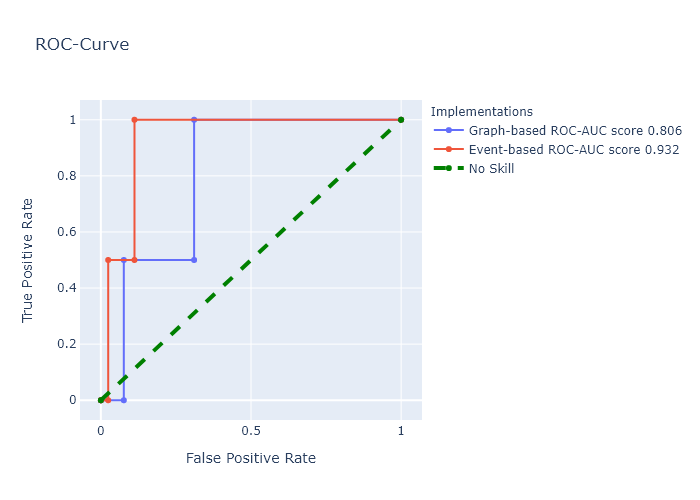 ROC-Curve
Implementations
Graph-based ROC-AUC score 0.806
Event-based ROC-AUC score 0.932
No Skill
True Positive Rate
1
0.8
0.6
0.4
0.2
0
0
0.5
1
False Positive Rate